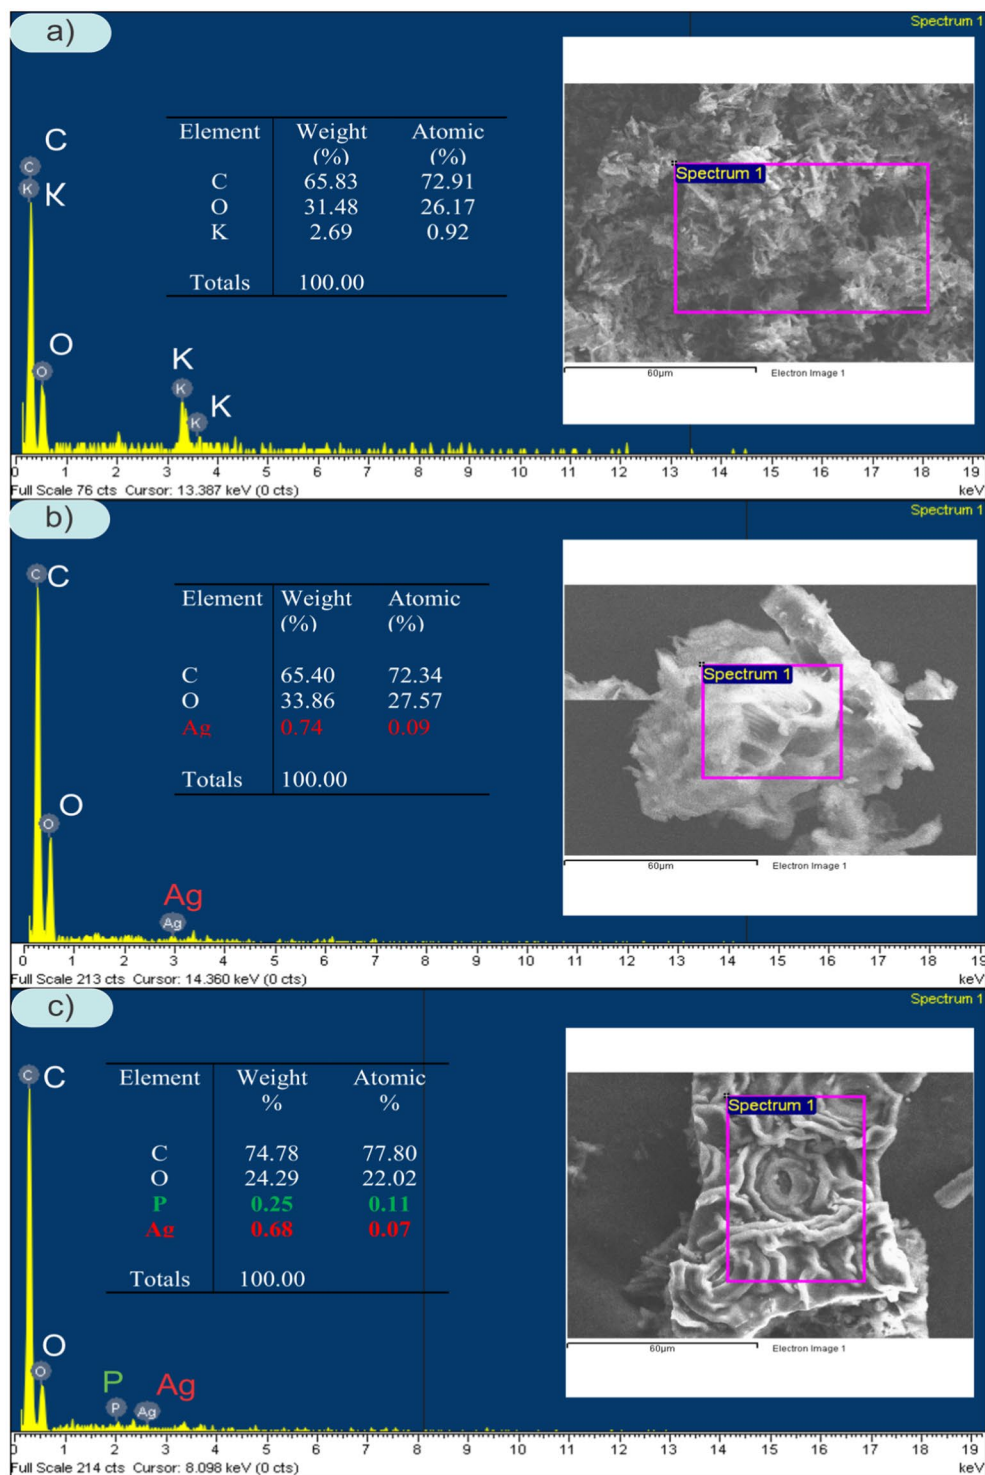 a)
Spectrum 1
Element Weight (%) Atomic (%)
C 65.83 72.91
O 31.48 26.17
K 2.69 0.92
Totals 100.00
C
C
K
K
O
O
K
K
K
K
Spectrum 1
60µm Electron Image 1
0 1 2 3 4 5 6 7 8 9 10 11 12 13 14 15 16 17 18 19
Full Scale 76 cts Cursor: 13.387 keV (0 cts) keV
b)
Spectrum 1
Element Weight (%) Atomic (%)
C 65.40 72.34
O 33.86 27.57
Ag 0.74 0.09
Totals 100.00
C C
O O
Ag
Ag
Spectrum 1
60µm Electron Image 1
0 1 2 3 4 5 6 7 8 9 10 11 12 13 14 15 16 17 18 19
Full Scale 213 cts Cursor: 14.360 keV (0 cts) keV
c)
Spectrum 1
Element Weight % Atomic %
C 74.78 77.80
O 24.29 22.02
P 0.25 0.11
Ag 0.68 0.07
Totals 100.00
C C
O
O
P Ag
P Ag
Spectrum 1
60µm Electron Image 1
0 1 2 3 4 5 6 7 8 9 10 11 12 13 14 15 16 17 18 19
Full Scale 214 cts Cursor: 8.098 keV (0 cts) keV